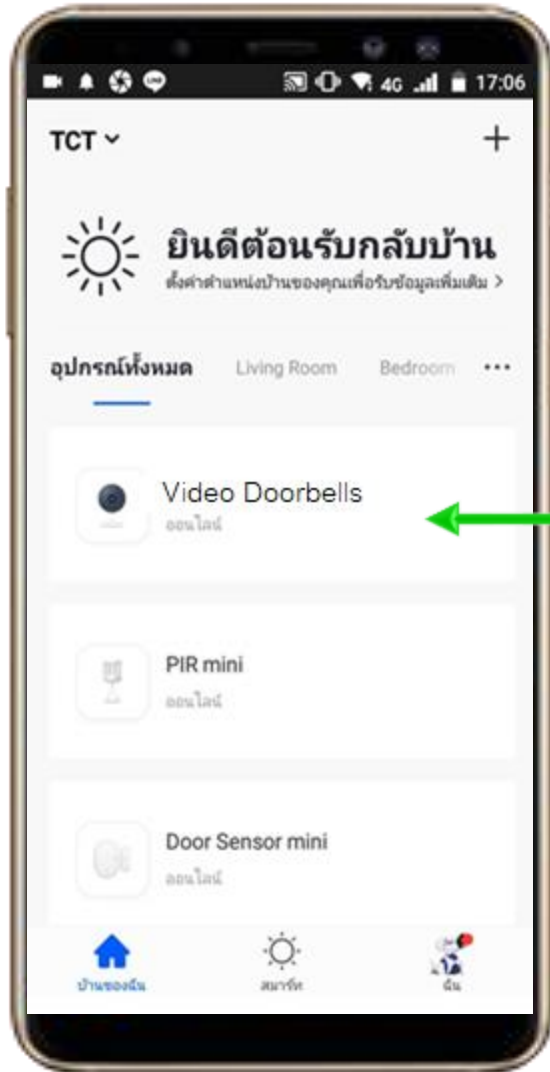 4G 17:06
TCT
ยินดีต้อนรับกลับบ้าน
ตั้งค่าตำแหน่งบ้านของคุณเพื่อรับข้อมูลเพิ่มเติม >
อุปกรณ์ทั้งหมด Living Room Bedroom
Video Doorbells
ออนไลน์
PIR mini
ออนไลน์
Door Sensor mini
ออนไลน์
บ้านของฉัน สมาร์ท ฉัน